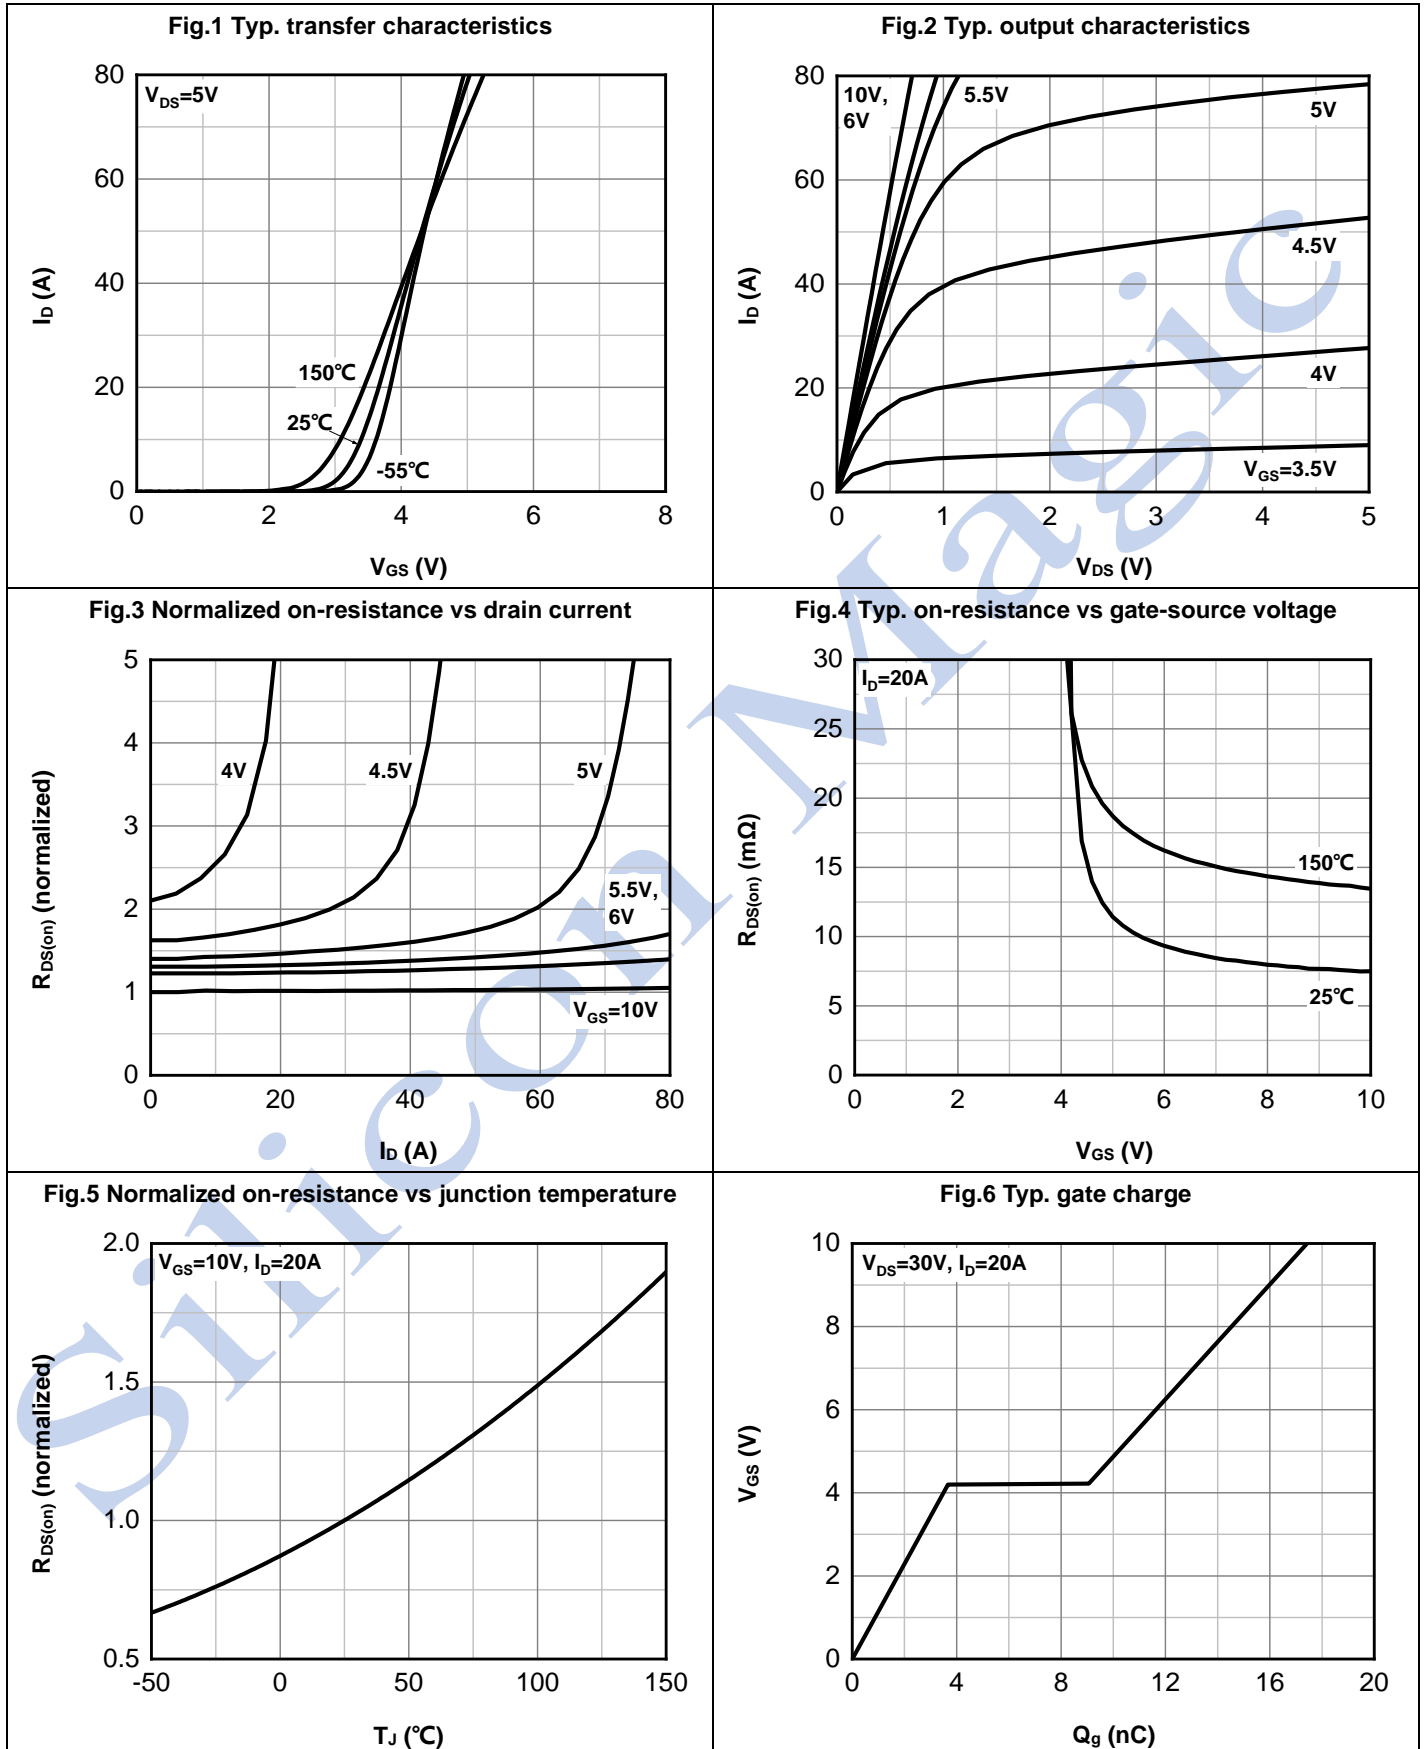 Fig.1 Typ. transfer characteristics
80
60
40
20
0
0 2 4 6 8
VDS=5V
150℃
25℃
-55℃
ID (A)
VGS (V)
Fig.2 Typ. output characteristics
80
60
40
20
0
0 1 2 3 4 5
10V,
6V
5.5V
5V
4.5V
4V
VGS=3.5V
ID (A)
VDS (V)
Fig.3 Normalized on-resistance vs drain current
5
4
3
2
1
0
0 20 40 60 80
4V
4.5V
5V
5.5V,
6V
VGS=10V
RDS(on) (normalized)
ID (A)
Fig.4 Typ. on-resistance vs gate-source voltage
30
25
20
15
10
5
0
0 2 4 6 8 10
ID=20A
150℃
25℃
RDS(on) (mΩ)
VGS (V)
Fig.5 Normalized on-resistance vs junction temperature
2.0
1.5
1.0
0.5
-50 0 50 100 150
VGS=10V, ID=20A
RDS(on) (normalized)
TJ (℃)
Fig.6 Typ. gate charge
10
8
6
4
2
0
0 4 8 12 16 20
VDS=30V, ID=20A
VGS (V)
Qg (nC)
Silicon Magic